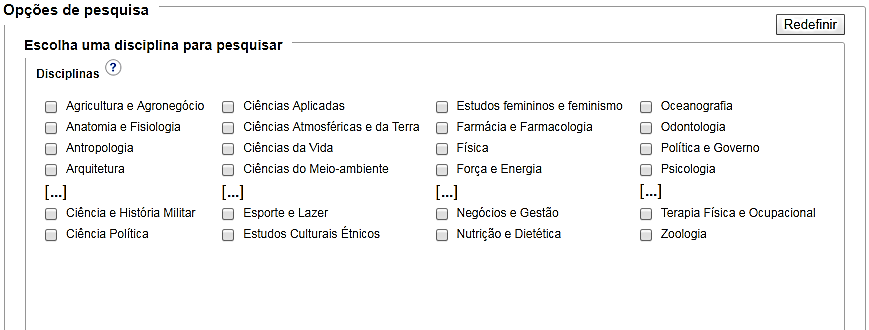 Opções de pesquisa
Redefinir
Escolha uma disciplina para pesquisar
Disciplinas ?
Agricultura e Agronegócio Ciências Aplicadas Estudos femininos e feminismo Oceanografia
Anatomia e Fisiologia Ciências Atmosféricas e da Terra Farmácia e Farmacologia Odontologia
Antropologia Ciências da Vida Física Política e Governo
Arquitetura Ciências do Meio-ambiente Força e Energia Psicologia
[...] [...] [...] [...]
Ciência e História Militar Esporte e Lazer Negócios e Gestão Terapia Física e Ocupacional
Ciência Política Estudos Culturais Étnicos Nutrição e Dietética Zoologia